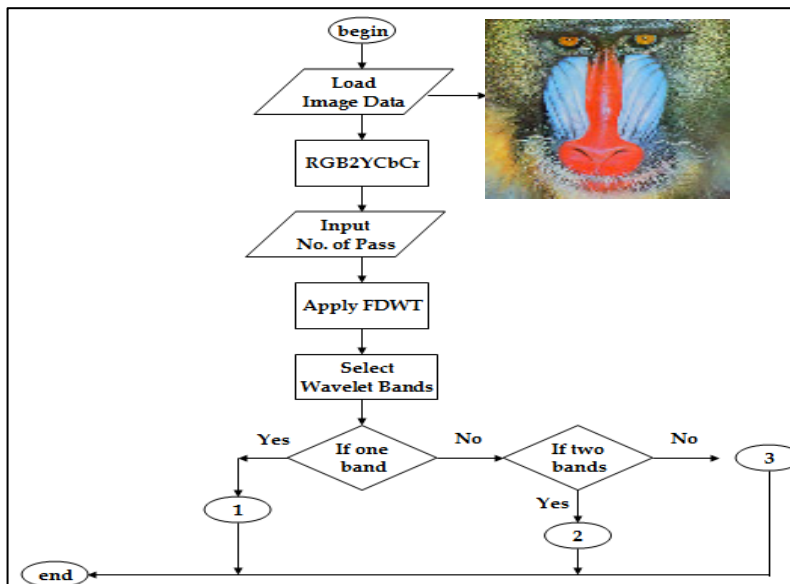 begin
Load
Image Data
RGB2YCbCr
Input
No. of Pass
Apply FDWT
Select
Wavelet Bands
Yes
If one
band
No
If two
bands
No
3
1
Yes
2
end